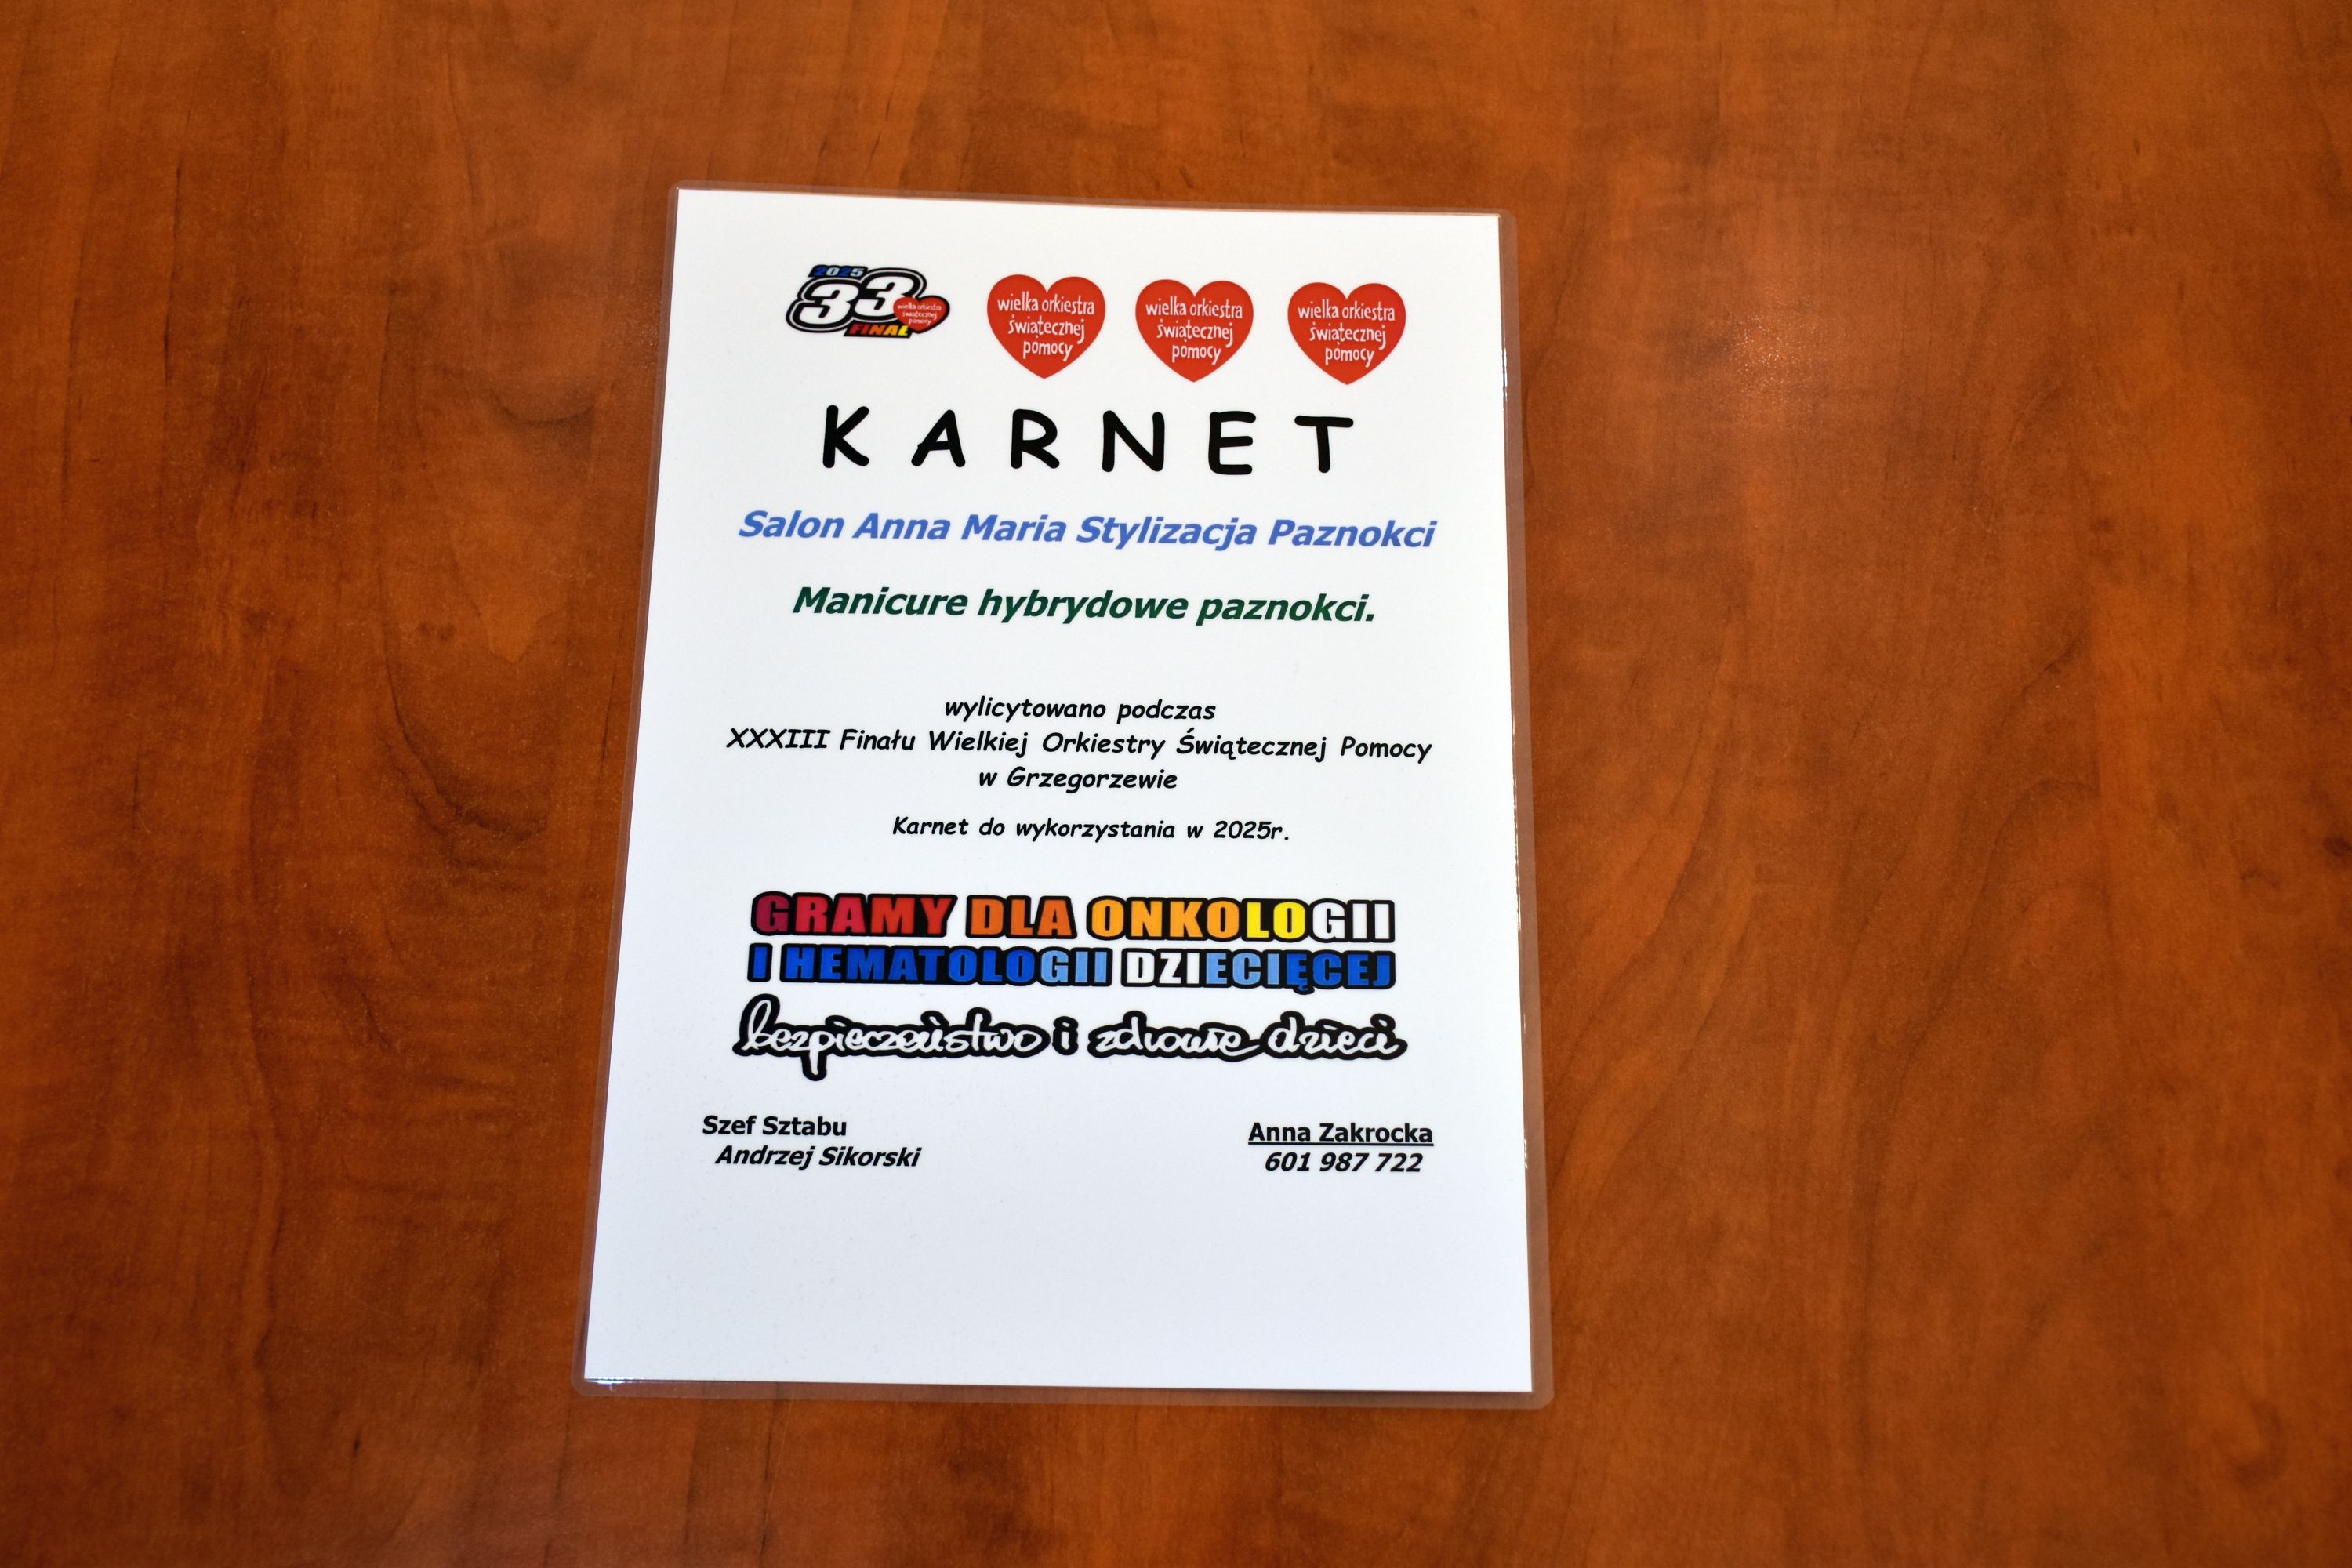 2025
33
FINAŁ
wielka orkiestra
świątecznej
pomocy
wielka orkiestra
świątecznej
pomocy
wielka orkiestra
świątecznej
pomocy
wielka orkiestra
świątecznej
pomocy
KARNET
Salon Anna Maria Stylizacja Paznokci
Manicure hybrydowe paznokci.
wylicytowano podczas
XXXIII Finału Wielkiej Orkiestry Świątecznej Pomocy
w Grzegorzewie
Karnet do wykorzystania w 2025r.
GRAMY DLA ONKOLOGII
I HEMATOLOGII DZIECIĘCEJ
bezpieczeństwo i zdrowie dzieci
Szef Sztabu
Andrzej Sikorski
Anna Zakrocka
601 987 722